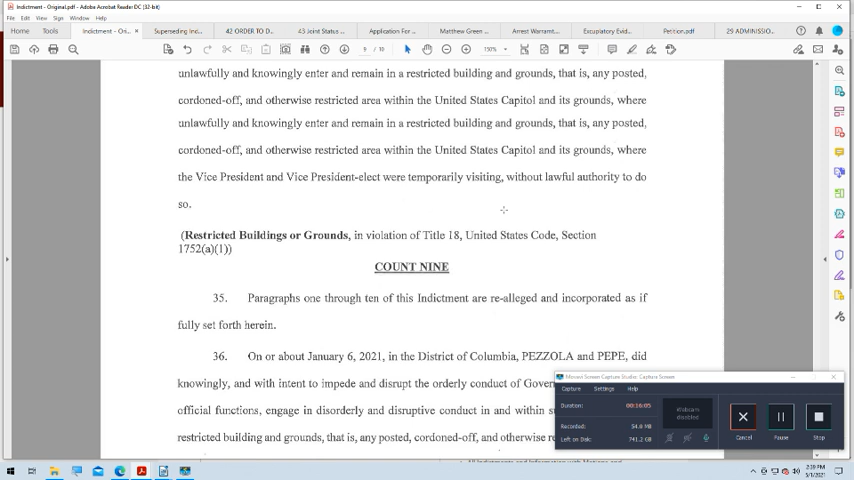 Indictment - Original.pdf - Adobe Acrobat Reader DC (32-bit)
File Edit View Sign Window Help
Home Tools Indictment - Ori... Superseding Ind... 42-ORDER TO D... 43 Joint Status ... Application For ... Matthew Green ... Arrest Warrant... Excuplatory Evid... Petition.pdf 29 ADMISSIO...
9 / 10 150%
unlawfully and knowingly enter and remain in a restricted building and grounds, that is, any posted,
cordoned-off, and otherwise restricted area within the United States Capitol and its grounds, where
unlawfully and knowingly enter and remain in a restricted building and grounds, that is, any posted,
cordoned-off, and otherwise restricted area within the United States Capitol and its grounds, where
the Vice President and Vice President-elect were temporarily visiting, without lawful authority to do
so.
(Restricted Buildings or Grounds, in violation of Title 18, United States Code, Section
1752(a)(1))
COUNT NINE
35. Paragraphs one through ten of this Indictment are re-alleged and incorporated as if
fully set forth herein.
36. On or about January 6, 2021, in the District of Columbia, PEZZOLA and PEPE, did
knowingly, and with intent to impede and disrupt the orderly conduct of Gover
official functions, engage in disorderly and disruptive conduct in and within su
restricted building and grounds, that is, any posted, cordoned-off, and otherwise re
Movavi Screen Capture Studio: Capture Screen
Capture Settings Help
Duration: 00:16:05
Recorded: 54.8 MB
Left on Disk: 741.2 GB
Webcam
disabled
Cancel Pause Stop
2:39 PM
5/1/2021